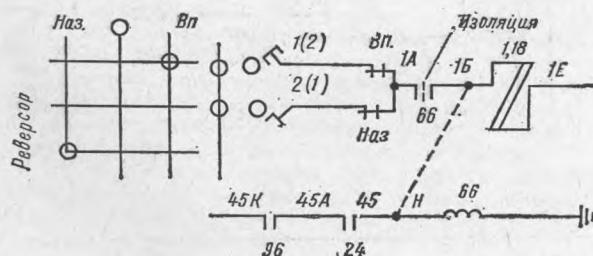 Наз.
Вп
Изоляция
1(2)
Вп.
1А
1Б
1,18
1Е
2(1)
66
Наз
Реверсор
45К
45А
45
Н
66
96
24